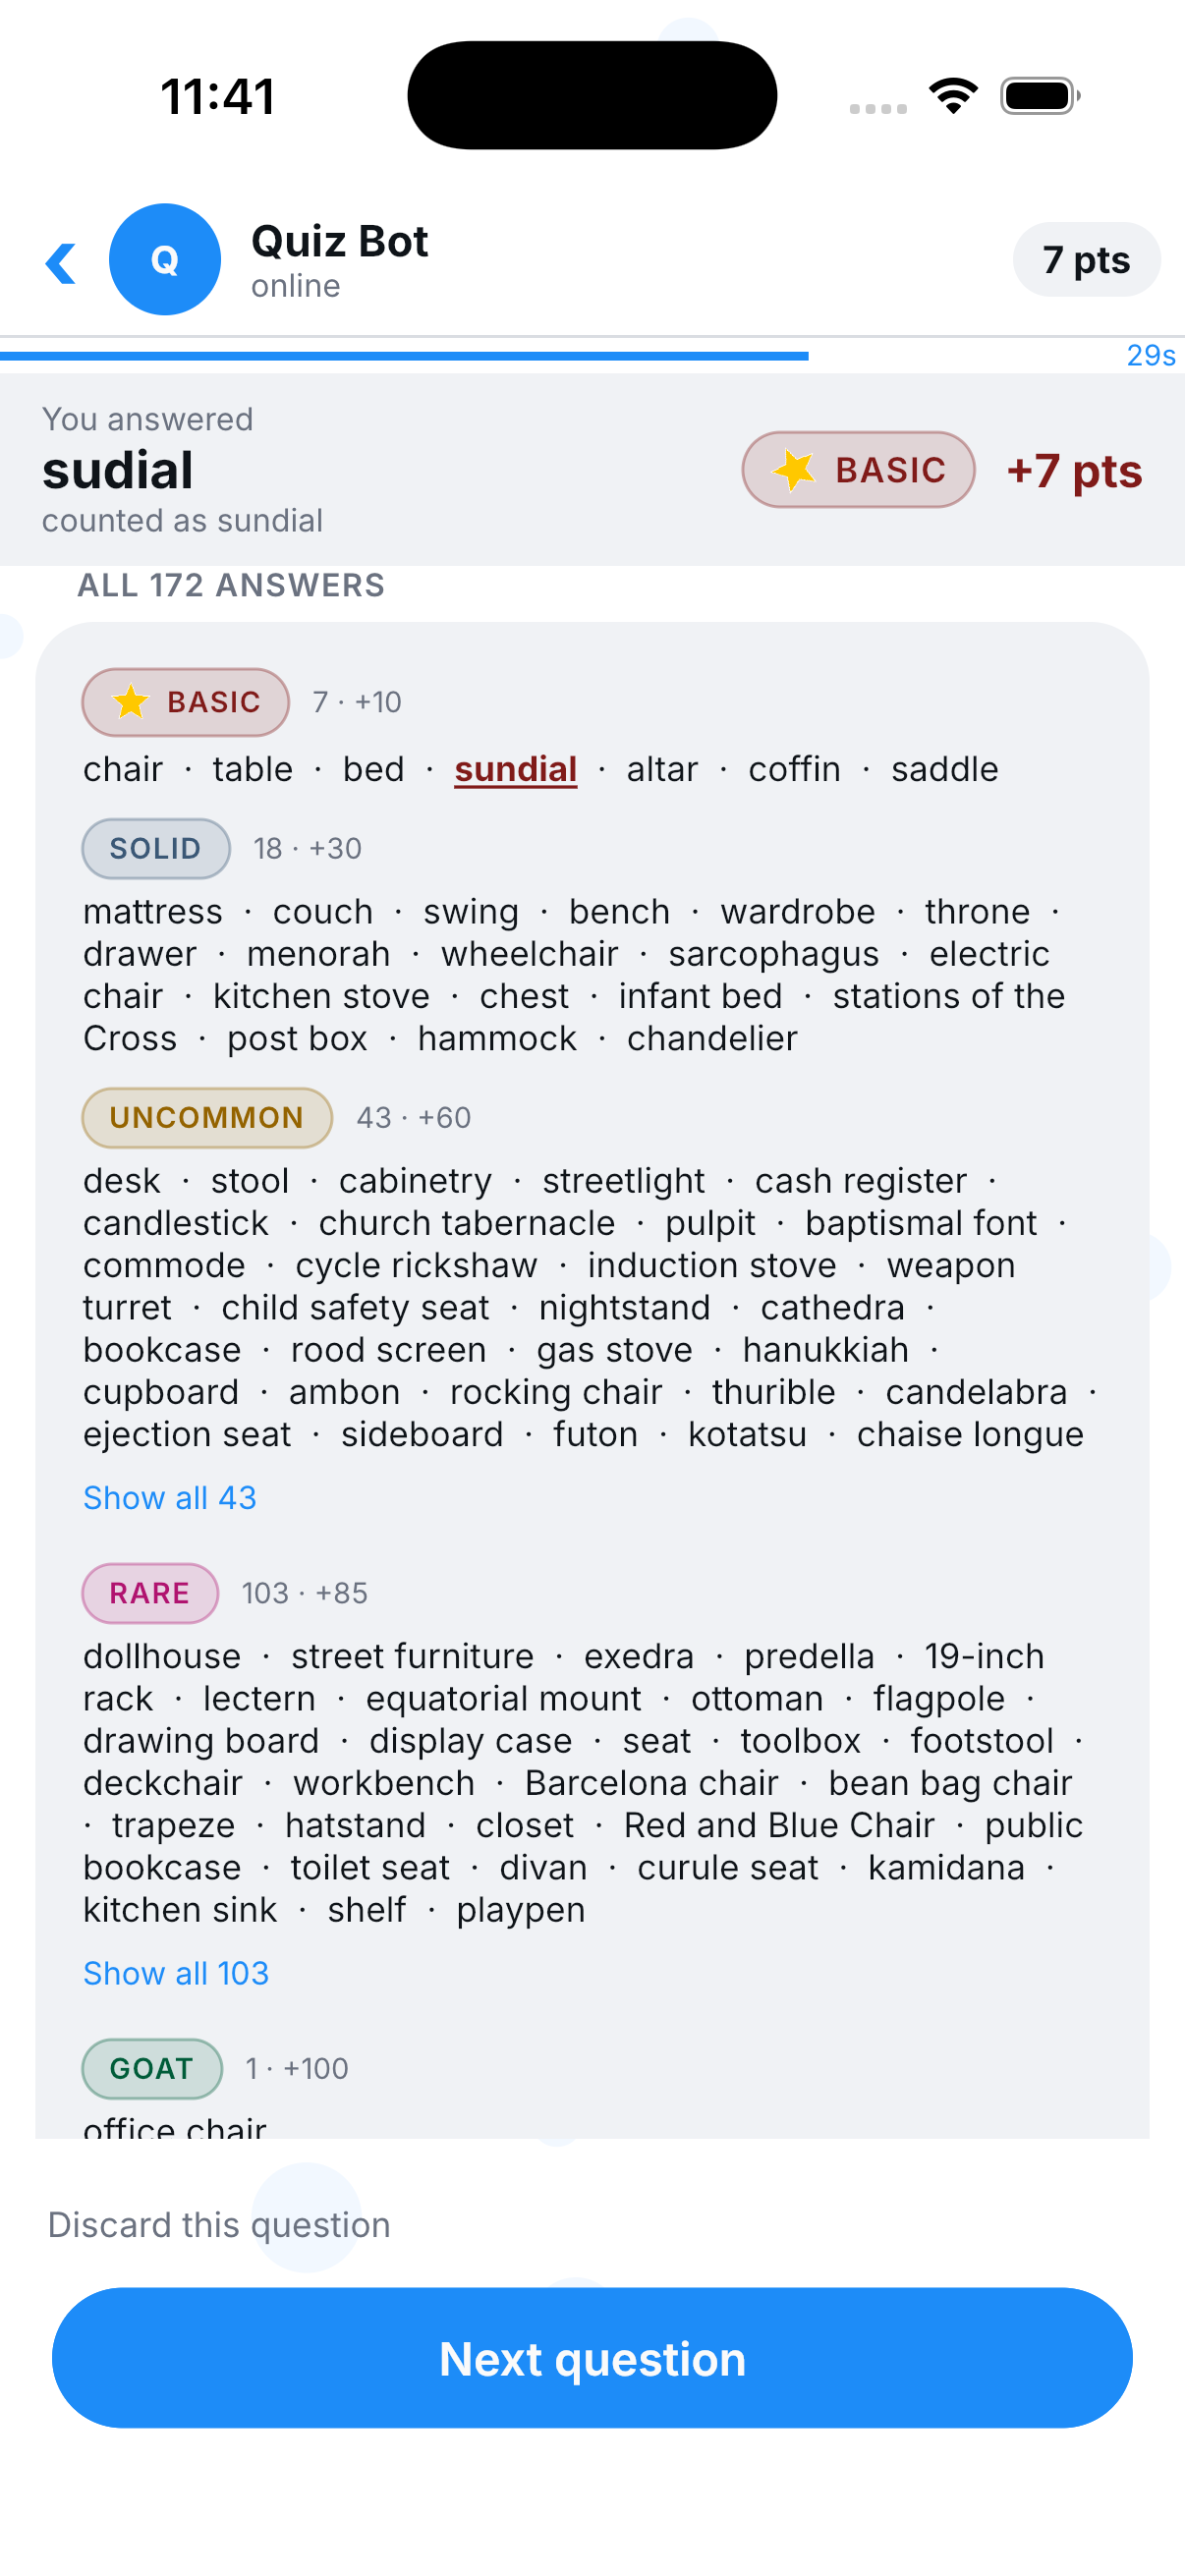 11:41
Q
Quiz Bot
online
7 pts
29s
You answered
sudial
counted as sundial
BASIC
+7 pts
ALL 172 ANSWERS
BASIC 7 · +10
chair · table · bed · sundial · altar · coffin · saddle
SOLID 18 · +30
mattress · couch · swing · bench · wardrobe · throne ·
drawer · menorah · wheelchair · sarcophagus · electric
chair · kitchen stove · chest · infant bed · stations of the
Cross · post box · hammock · chandelier
UNCOMMON 43 · +60
desk · stool · cabinetry · streetlight · cash register ·
candlestick · church tabernacle · pulpit · baptismal font ·
commode · cycle rickshaw · induction stove · weapon
turret · child safety seat · nightstand · cathedra ·
bookcase · rood screen · gas stove · hanukkiah ·
cupboard · ambon · rocking chair · thurible · candelabra ·
ejection seat · sideboard · futon · kotatsu · chaise longue
Show all 43
RARE 103 · +85
dollhouse · street furniture · exedra · predella · 19-inch
rack · lectern · equatorial mount · ottoman · flagpole ·
drawing board · display case · seat · toolbox · footstool ·
deckchair · workbench · Barcelona chair · bean bag chair
· trapeze · hatstand · closet · Red and Blue Chair · public
bookcase · toilet seat · divan · curule seat · kamidana ·
kitchen sink · shelf · playpen
Show all 103
GOAT 1 · +100
office chair
Discard this question
Next question